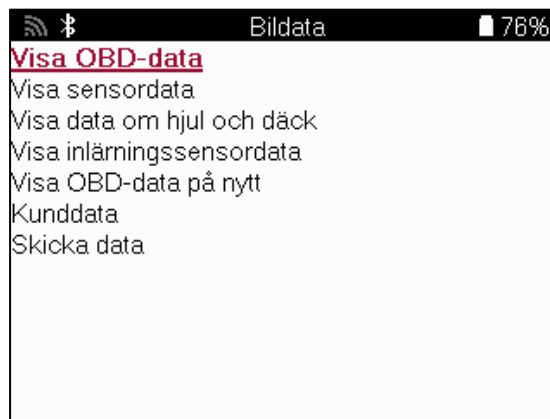 Bildata 76%
Visa OBD-data
Visa sensordata
Visa data om hjul och däck
Visa inlärningssensordata
Visa OBD-data på nytt
Kunddata
Skicka data